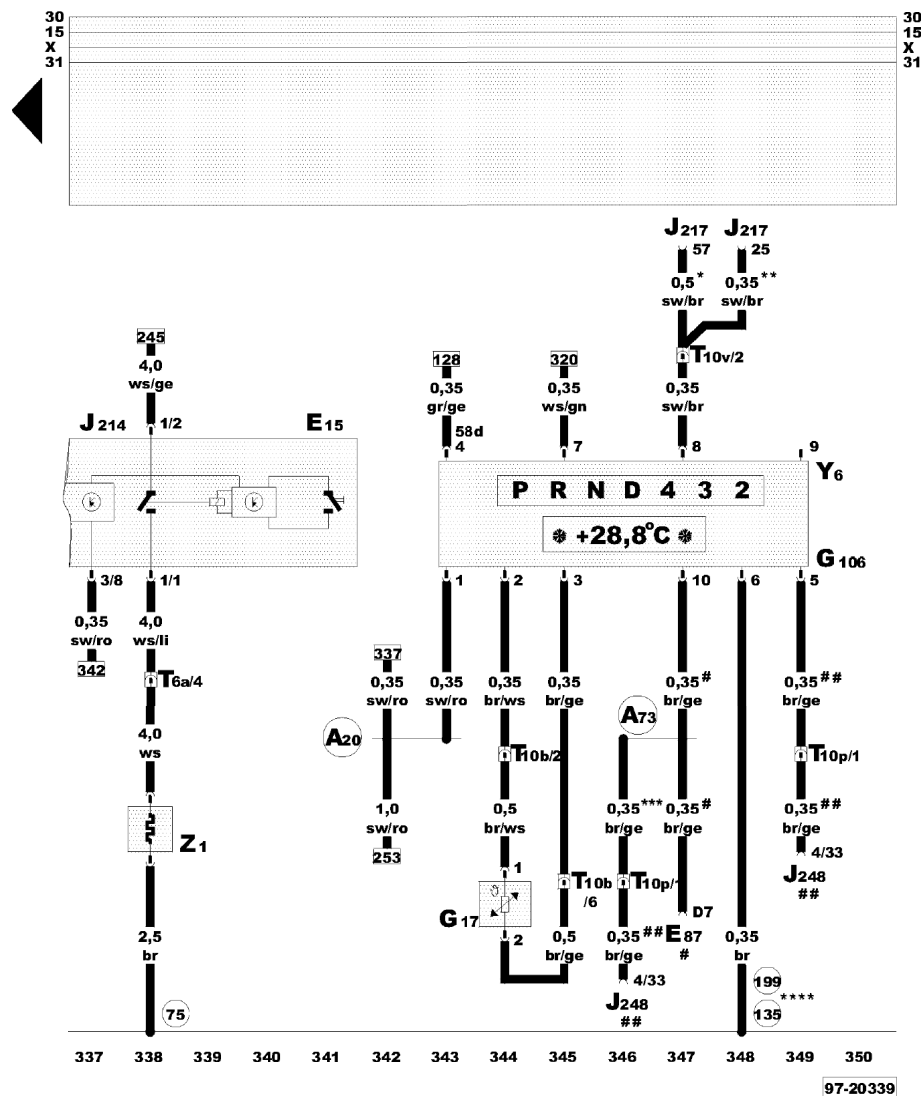 30 30
15 15
X X
31 31
J217 J217
57 25
0,5 * 0,35 **
sw/br sw/br
245
4,0
ws/ge
128 320 T10v/2
0,35 0,35 0,35
gr/ge ws/gn sw/br
J214 1/2 E15
58d
4 7 8 9
P R N D 4 3 2 Y6
+28,8°C
G106
3/8 1/1 1 2 3 10 6 5
0,35 4,0
sw/ro ws/li
342 337
T6a/4 0,35 0,35 0,35 0,35 0,35 # 0,35 ##
sw/ro sw/ro br/ws br/ge br/ge br/ge
A20 A73
4,0
ws T10b/2 T10p/1
1,0 0,5 0,35 *** 0,35 # 0,35 ##
sw/ro br/ws br/ge br/ge br/ge
Z1 253 4/33
1 J248
T10b T10p/1 ##
/6 D7
G17
2,5 2 0,5 0,35 ## E87 0,35
br br/ge br/ge # br
4/33 199
J248 ****
75 ## 135
337 338 339 340 341 342 343 344 345 346 347 348 349 350
97-20339